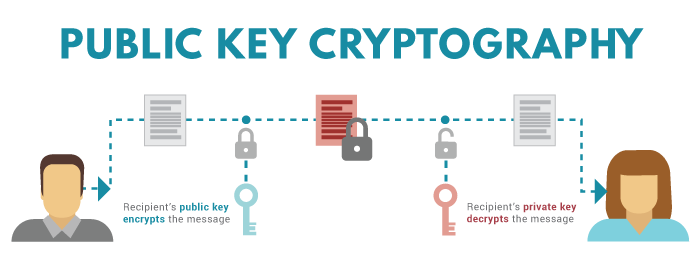 PUBLIC KEY CRYPTOGRAPHY
Recipient's public key
encrypts the message
Recipient's private key
decrypts the message